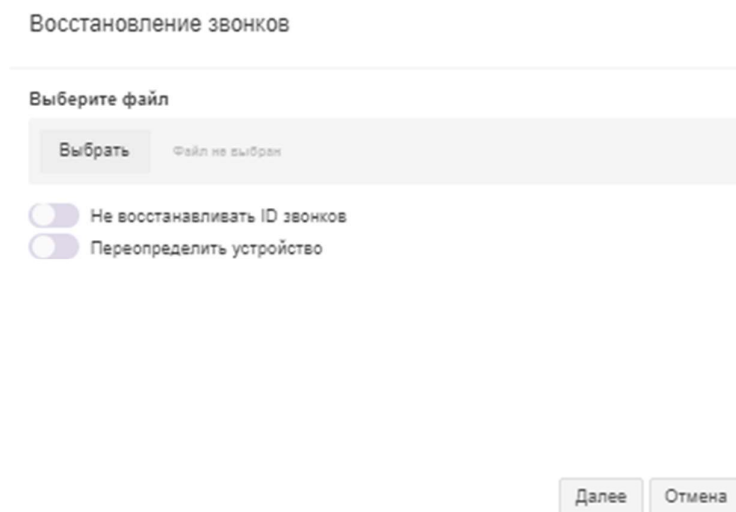 Восстановление звонков
Выберите файл
Выбрать Файл не выбран
Не восстанавливать ID звонков
Переопределить устройство
Далее Отмена